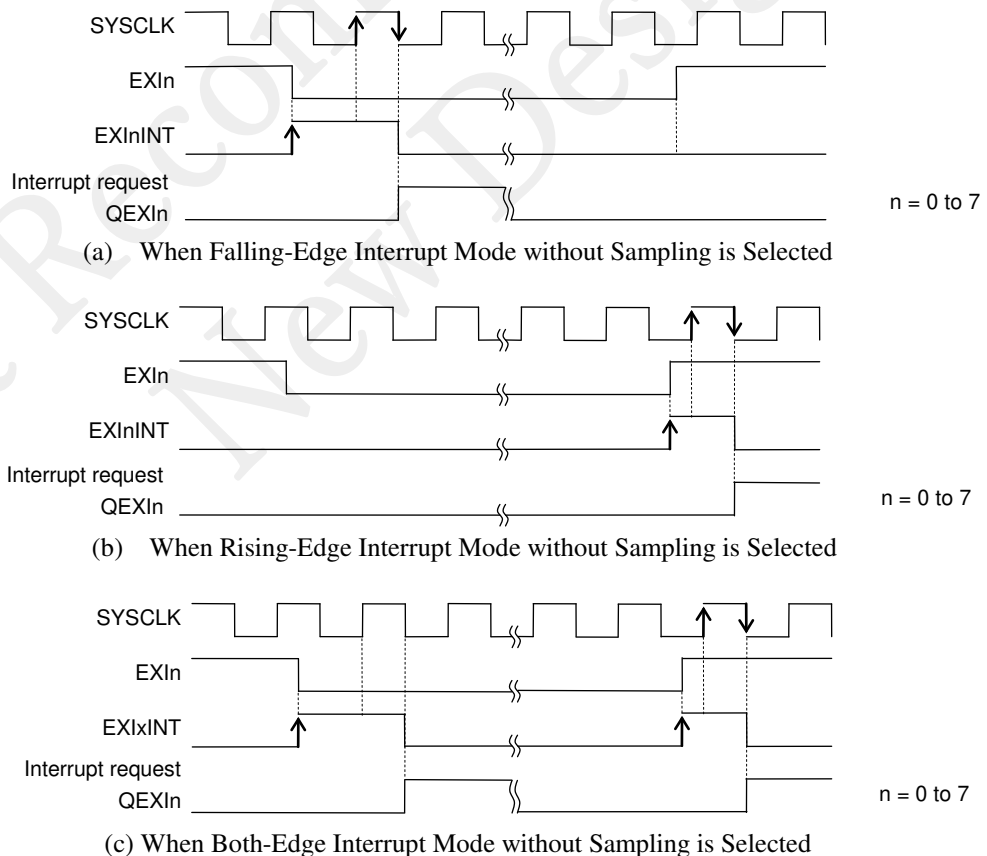 SYSCLK
EXIn
EXInINT
Interrupt request
QEXIn
n = 0 to 7
(a) When Falling-Edge Interrupt Mode without Sampling is Selected
SYSCLK
EXIn
EXInINT
Interrupt request
QEXIn
n = 0 to 7
(b) When Rising-Edge Interrupt Mode without Sampling is Selected
SYSCLK
EXIn
EXIxINT
Interrupt request
QEXIn
n = 0 to 7
(c) When Both-Edge Interrupt Mode without Sampling is Selected